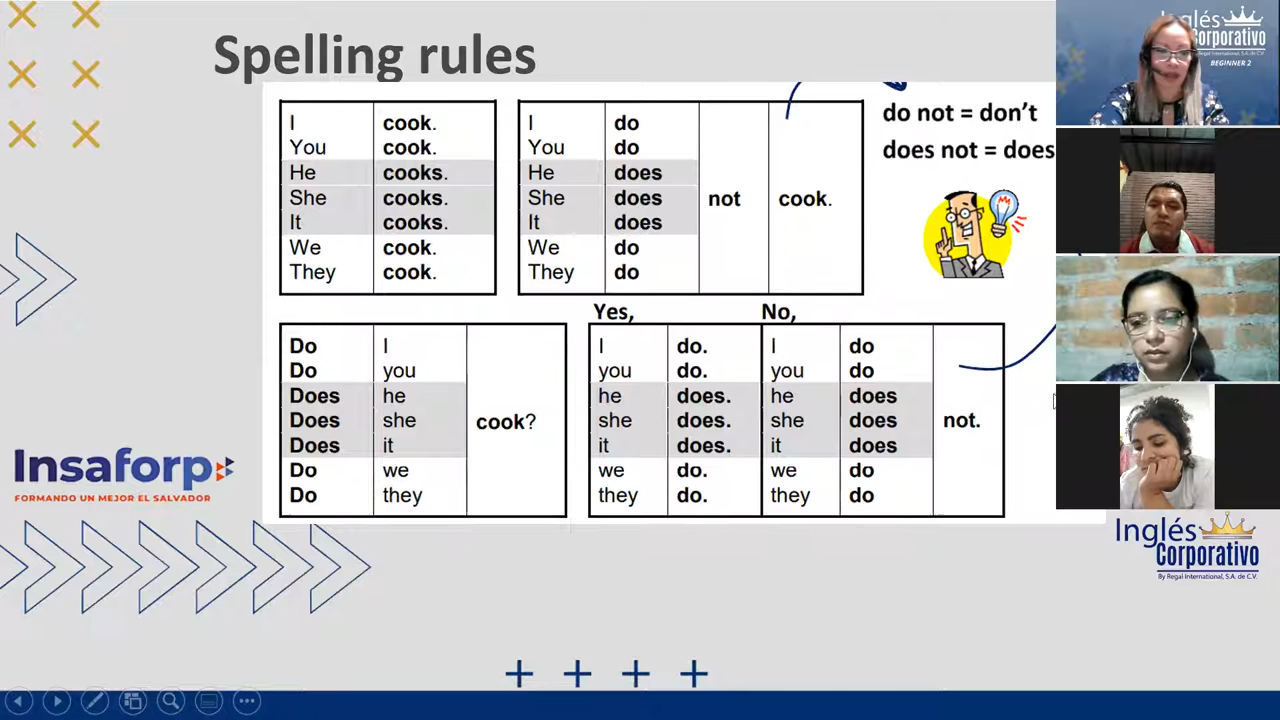 Spelling rules
I cook.
You cook.
He cooks.
She cooks.
It cooks.
We cook.
They cook.
I do
You do
He does
She does
It does
We do
They do
not
cook.
do not = don't
does not = does
Do I
Do you
Does he
Does she
Does it
Do we
Do they
cook?
Yes,
I do.
you do.
he does.
she does.
it does.
we do.
they do.
No,
I do
you do
he does
she does
it does
we do
they do
not.
Insaforp
FORMANDO UN MEJOR EL SALVADOR
Inglés
Corporativo
By Regal International, S.A. de C.V.
Inglés
Corporativo
By Regal International, S.A. de C.V.
BEGINNER 2